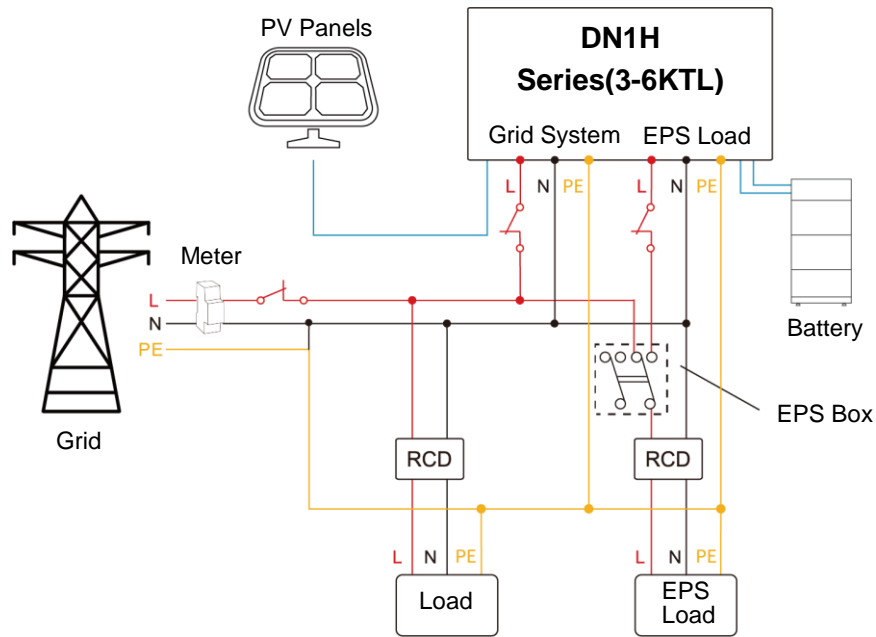 PV Panels
DN1H
Series(3-6KTL)
Grid System EPS Load
L N PE L N PE
Meter
L
N
PE
Battery
EPS Box
Grid
RCD RCD
L N PE L N PE
Load
EPS
Load